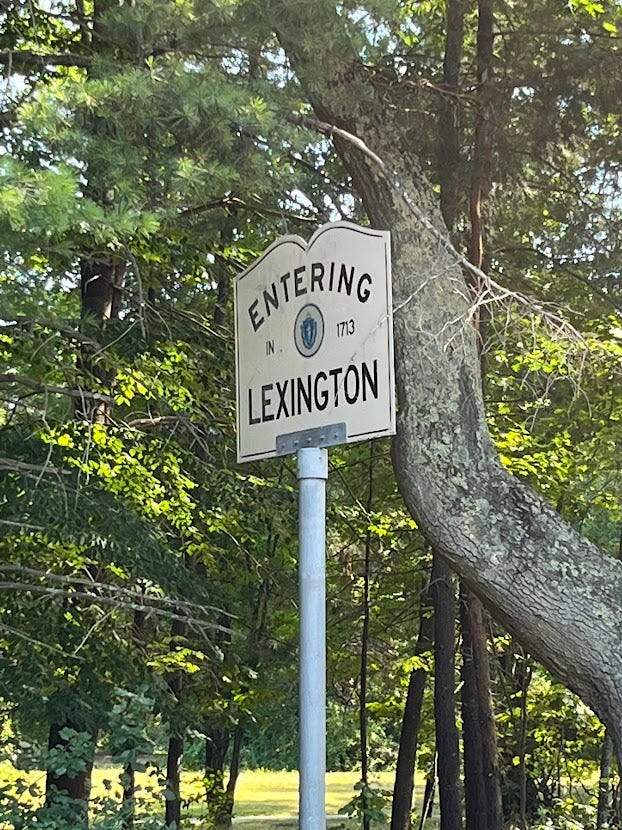 ENTERING
IN . 1713
LEXINGTON